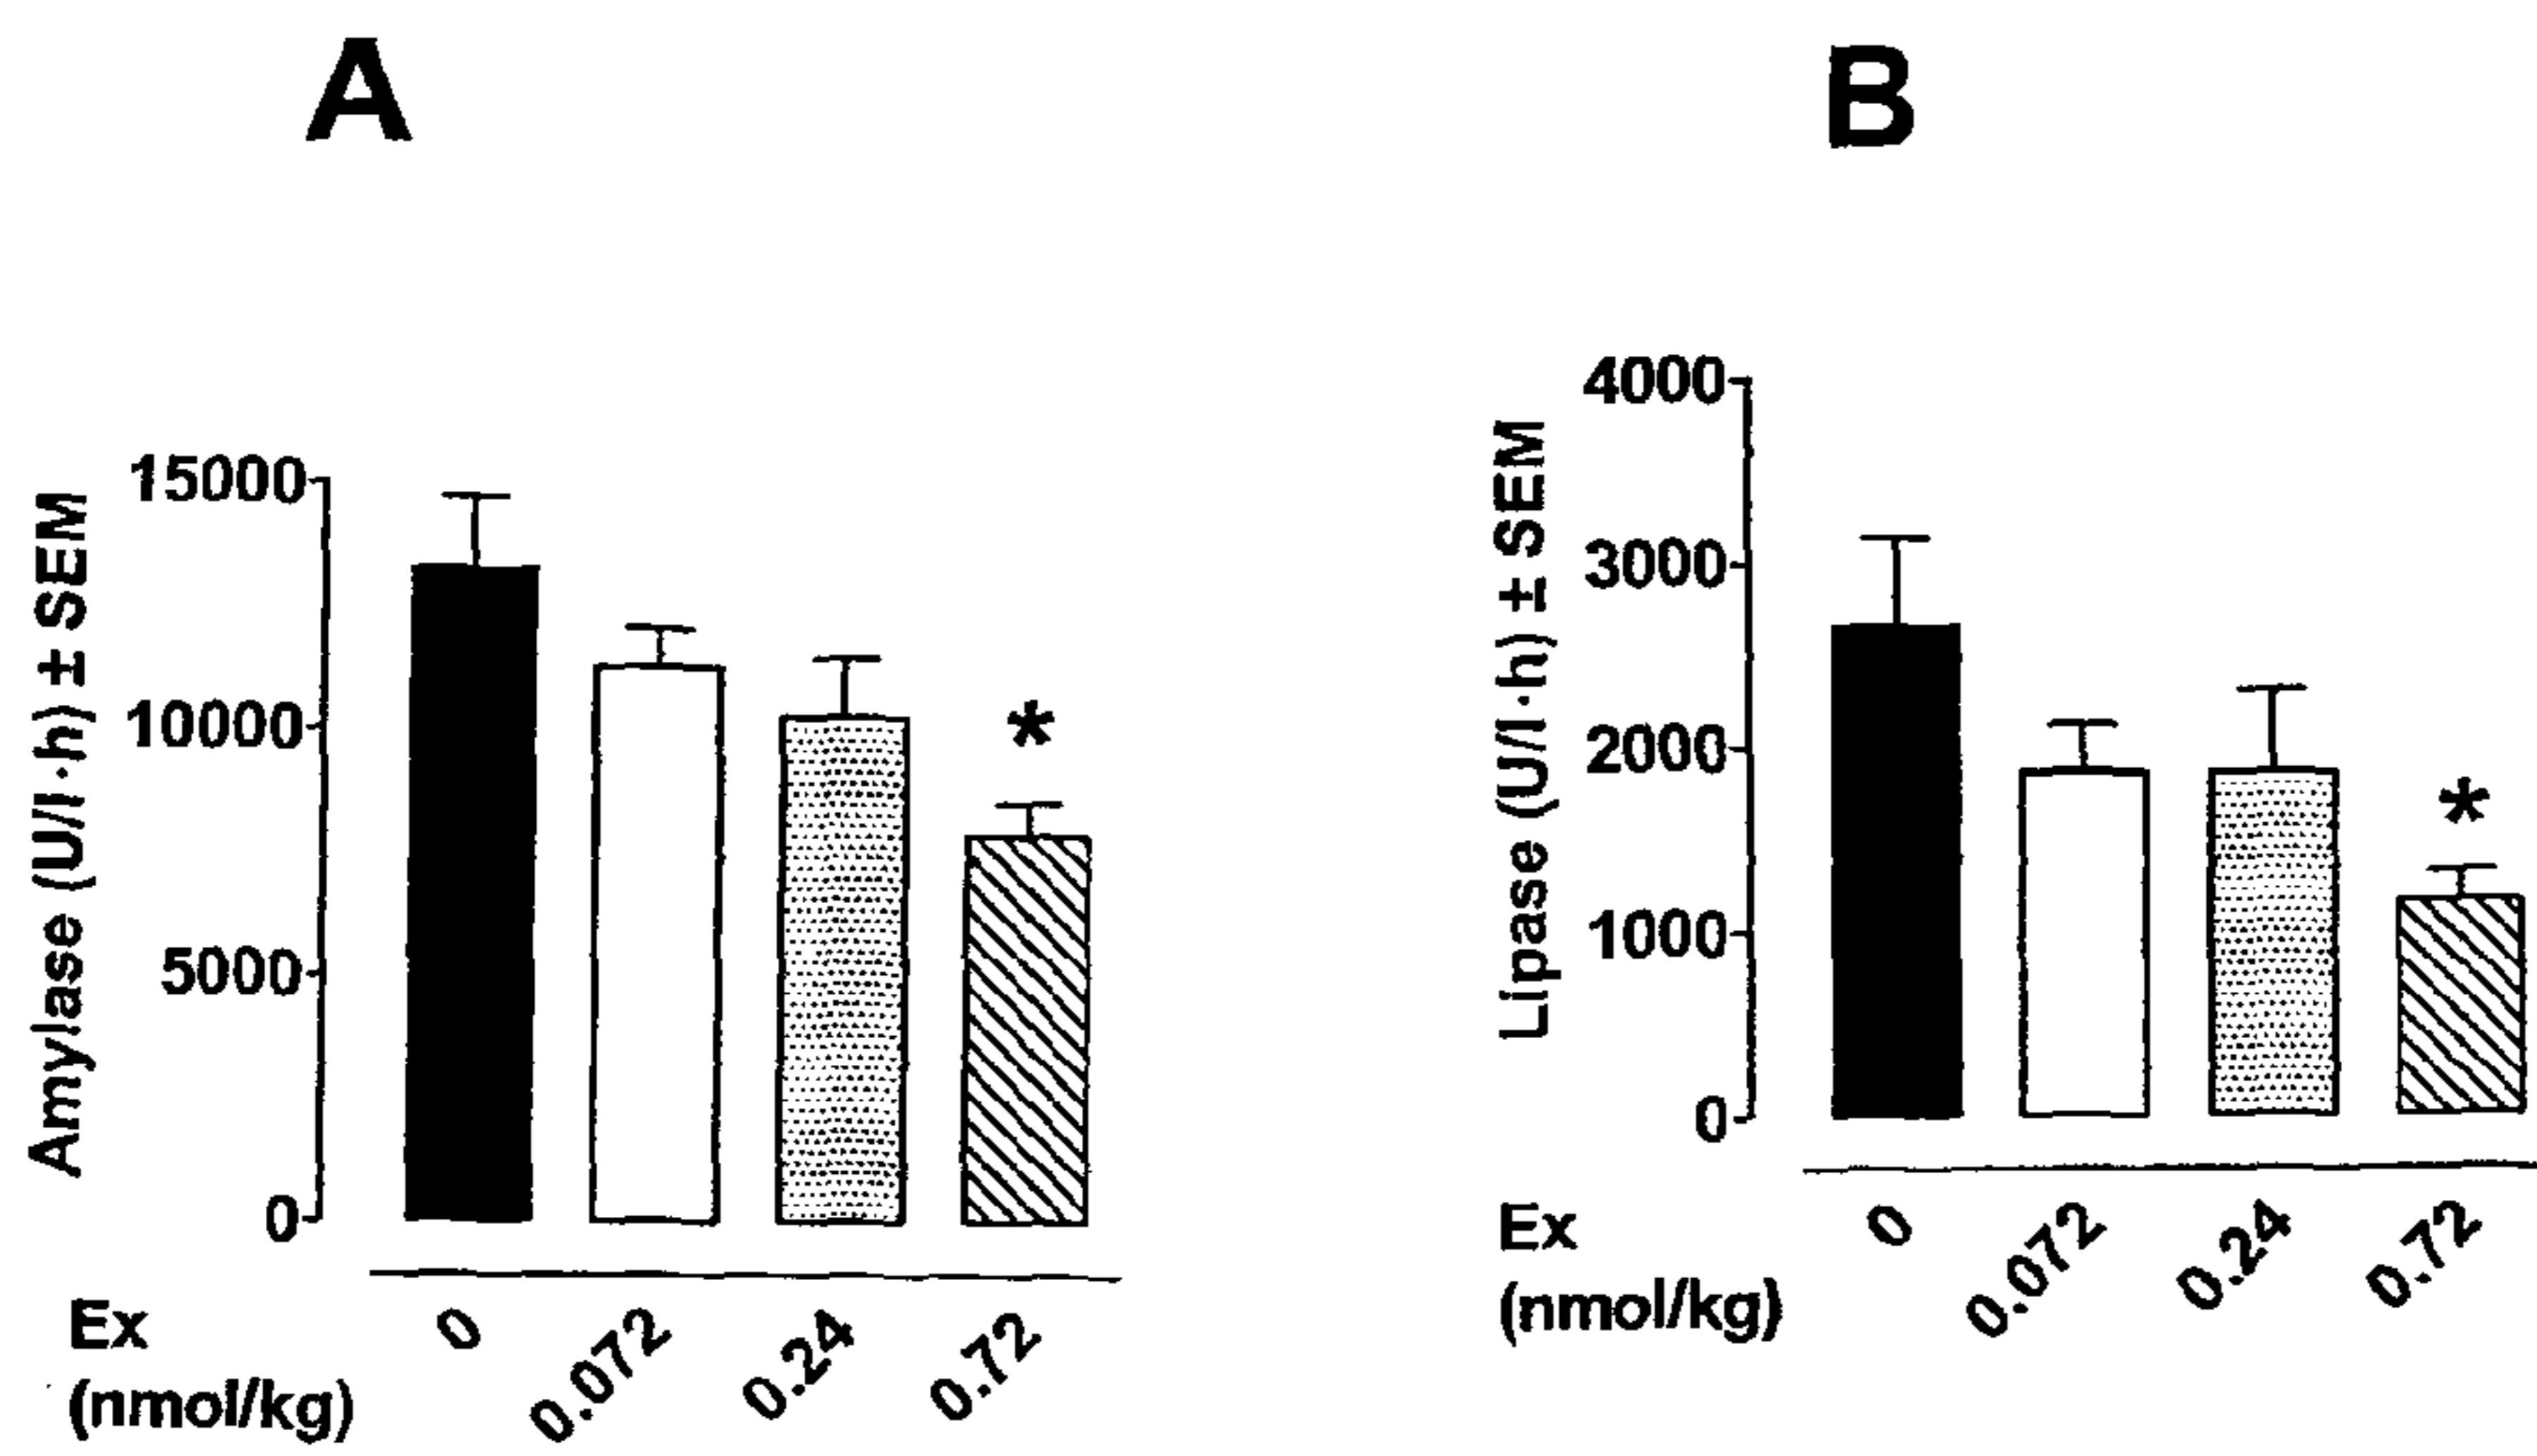 A
Amylase (U/l·h) ± SEM
15000
10000
5000
0
*
Ex
(nmol/kg)
0
0.072
0.24
0.72
B
Lipase (U/l·h) ± SEM
4000
3000
2000
1000
0
*
Ex
(nmol/kg)
0
0.072
0.24
0.72